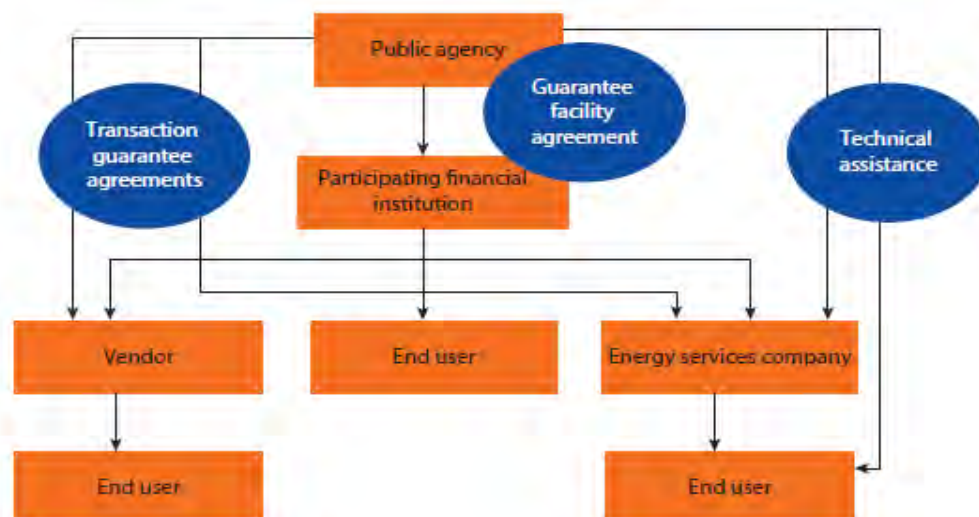 Public agency
Guarantee
facility
agreement
Transaction
guarantee
agreements
Technical
assistance
Participating financial
institution
Vendor
End user
Energy services company
End user
End user